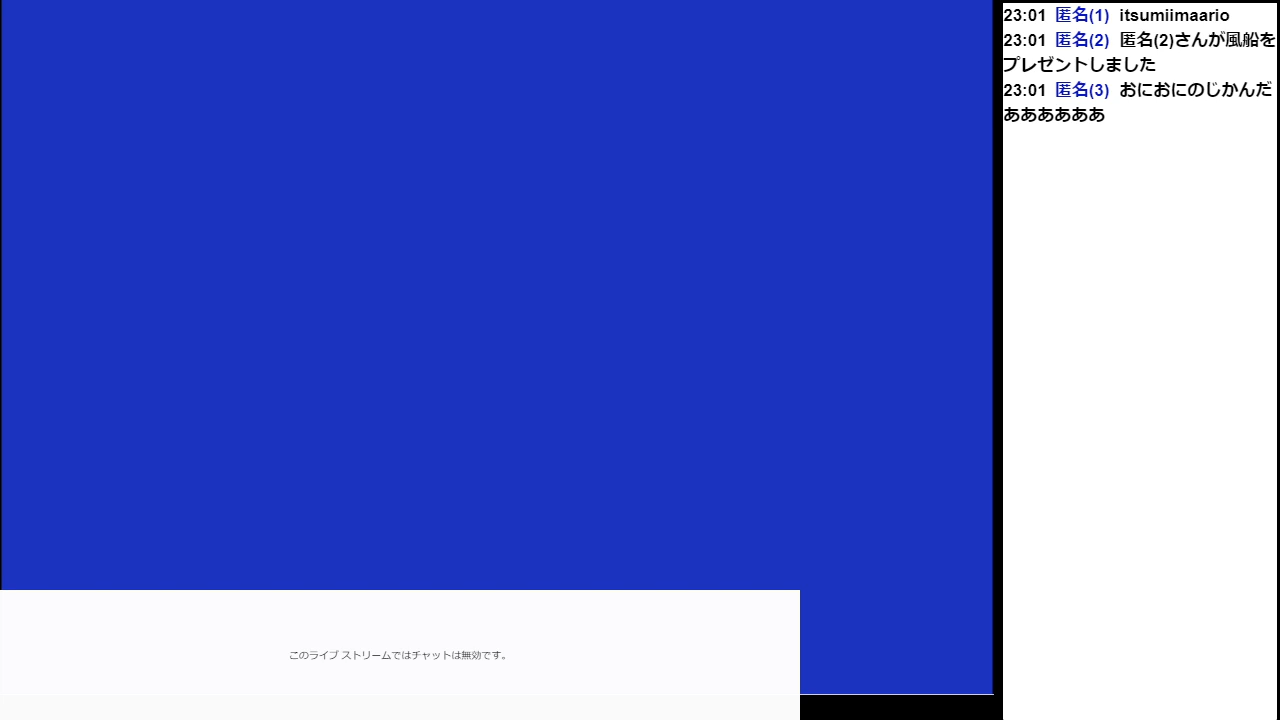 23:01 匿名(1) itsumiimaario
23:01 匿名(2) 匿名(2)さんが風船を
プレゼントしました
23:01 匿名(3) おにおにのじかんだ
ああああああ
このライブ ストリームではチャットは無効です。